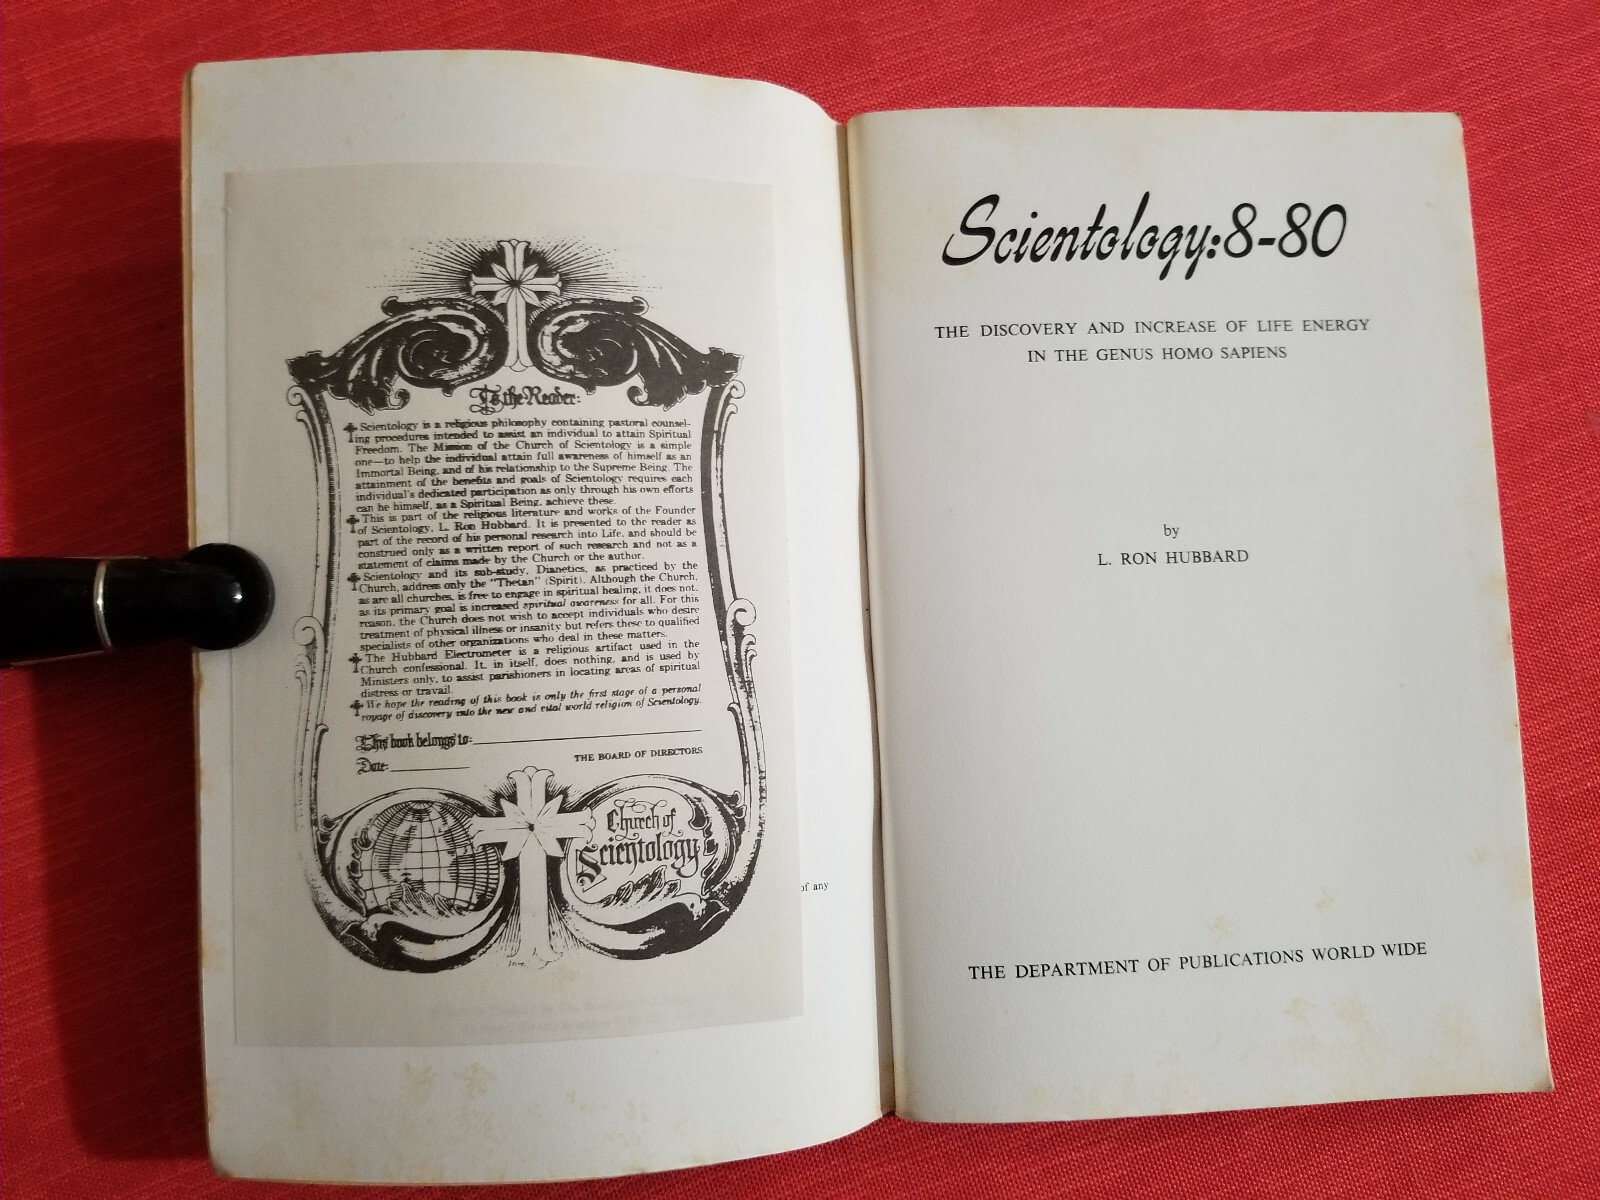 To the Reader:
Scientology is a religious philosophy containing pastoral counsel-
ing procedures intended to assist an individual to attain Spiritual
Freedom. The Mission of the Church of Scientology is a simple
one—to help the individual attain full awareness of himself as an
Immortal Being, and of his relationship to the Supreme Being. The
attainment of the benefits and goals of Scientology requires each
individual's dedicated participation as only through his own efforts
can he himself, as a Spiritual Being, achieve these.
This is part of the religious literature and works of the Founder
of Scientology, L. Ron Hubbard. It is presented to the reader as
part of the record of his personal research into Life, and should be
construed only as a written report of such research and not as a
statement of claims made by the Church or the author.
Scientology and its sub-study, Dianetics, as practiced by the
Church, address only the "Thetan" (Spirit). Although the Church,
as are all churches, is free to engage in spiritual healing, it does not,
as its primary goal is increased spiritual awareness for all. For this
reason, the Church does not wish to accept individuals who desire
treatment of physical illness or insanity but refers these to qualified
specialists of other organizations who deal in these matters.
The Hubbard Electrometer is a religious artifact used in the
Church confessional. It, in itself, does nothing, and is used by
Ministers only, to assist parishioners in locating areas of spiritual
distress or travail.
We hope the reading of this book is only the first stage of a personal
voyage of discovery into the new and vital world religion of Scientology.
This book belongs to:
THE BOARD OF DIRECTORS
Date:
Church of
Scientology
of any
Scientology:8-80
THE DISCOVERY AND INCREASE OF LIFE ENERGY
IN THE GENUS HOMO SAPIENS
by
L. RON HUBBARD
THE DEPARTMENT OF PUBLICATIONS WORLD WIDE